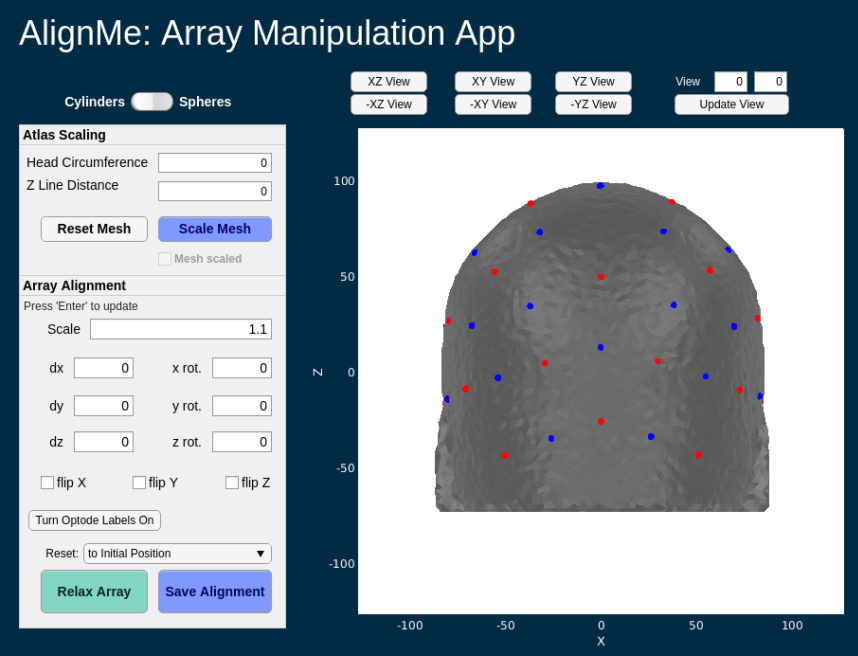 AlignMe: Array Manipulation App
XZ View
XY View
YZ View
View
0
0
-XZ View
-XY View
-YZ View
Update View
Cylinders
Spheres
Atlas Scaling
Head Circumference
0
Z Line Distance
0
Reset Mesh
Scale Mesh
Mesh scaled
Array Alignment
Press 'Enter' to update
Scale
1.1
dx
0
x rot.
0
dy
0
y rot.
0
dz
0
z rot.
0
flip X
flip Y
flip Z
Turn Optode Labels On
Reset:
to Initial Position
Relax Array
Save Alignment
100
50
0
-50
-100
Z
-100
-50
0
50
100
X